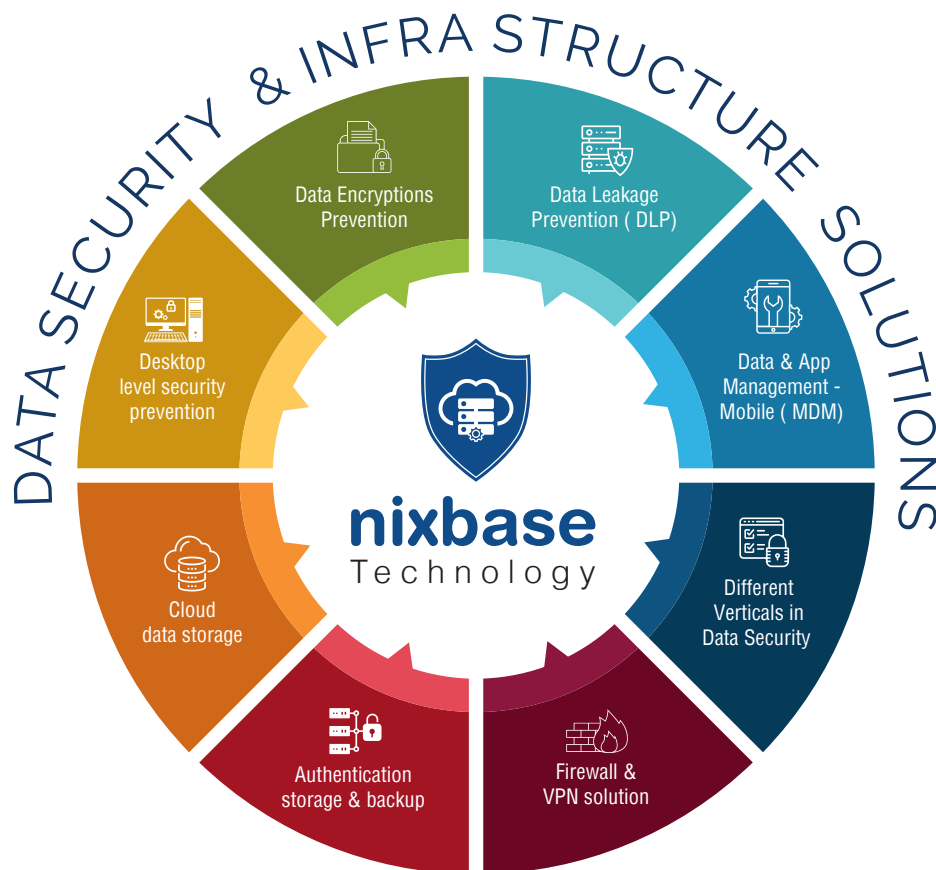 DATA SECURITY & INFRA STRUCTURE SOLUTIONS
Data Encryptions
Prevention
Data Leakage
Prevention ( DLP)
Desktop
level security
prevention
Data & App
Management -
Mobile ( MDM)
nixbase
Technology
Cloud
data storage
Different
Verticals in
Data Security
Authentication
storage & backup
Firewall &
VPN solution